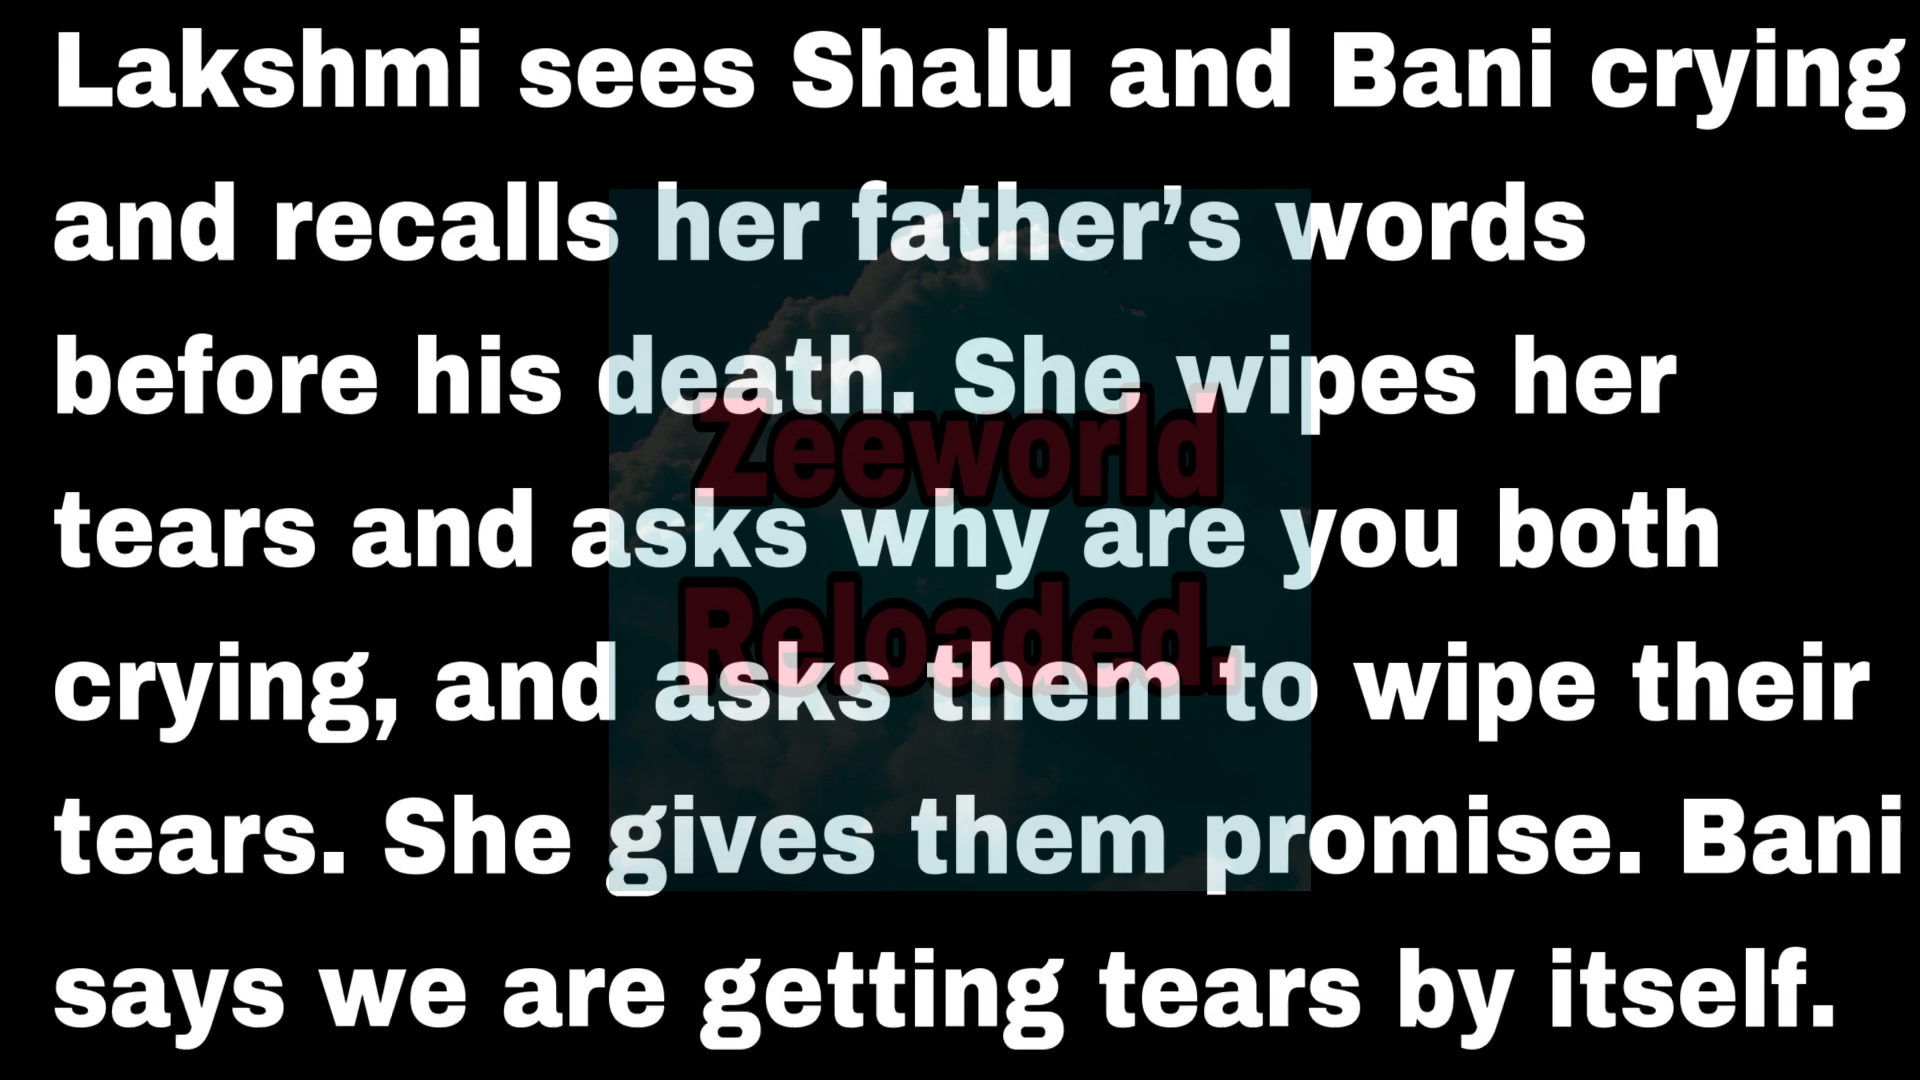 Lakshmi sees Shalu and Bani crying
and recalls her father’s words
before his death. She wipes her
tears and asks why are you both
crying, and asks them to wipe their
tears. She gives them promise. Bani
says we are getting tears by itself.
Zeeworld
Reloaded.